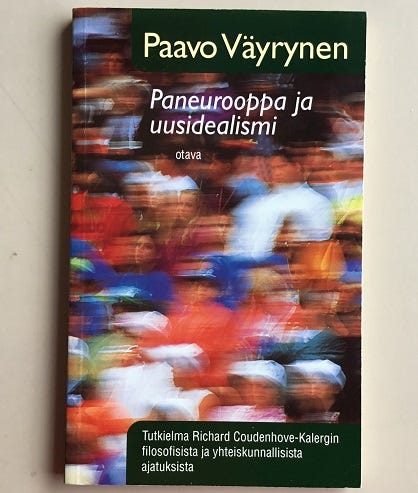 Paavo Väyrynen
Paneurooppa ja
uusidealismi
otava
Tutkielma Richard Coudenhove-Kalergin
filosofisista ja yhteiskunnallisista
ajatuksista